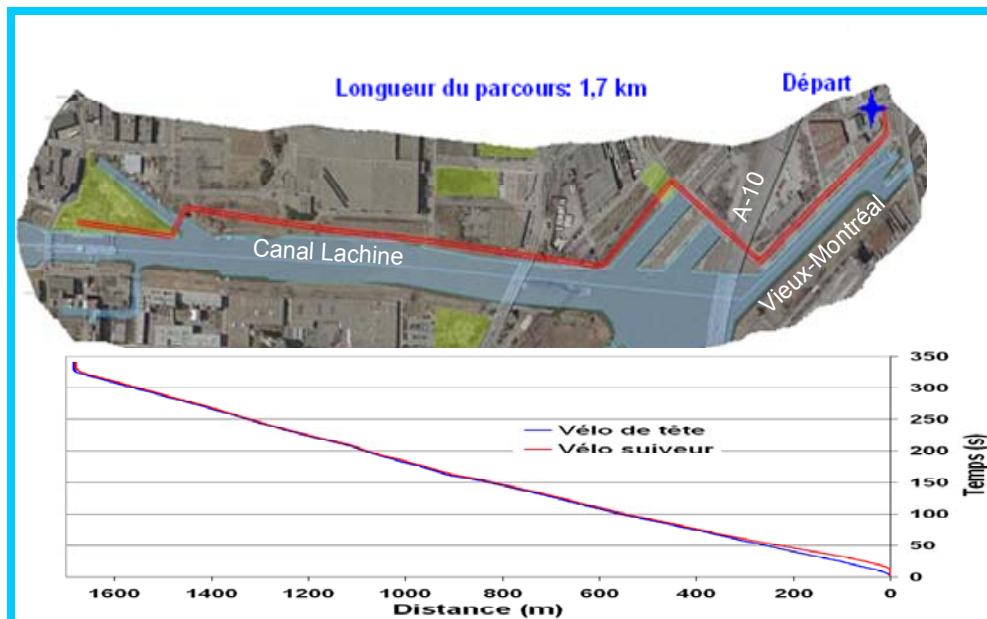 Longueur du parcours: 1,7 km
Départ
A-10
Canal Lachine
Vieux-Montréal
350
300
250
200
150
100
50
0
Temps (s)
Vélo de tête
Vélo suiveur
1600 1400 1200 1000 800 600 400 200 0
Distance (m)